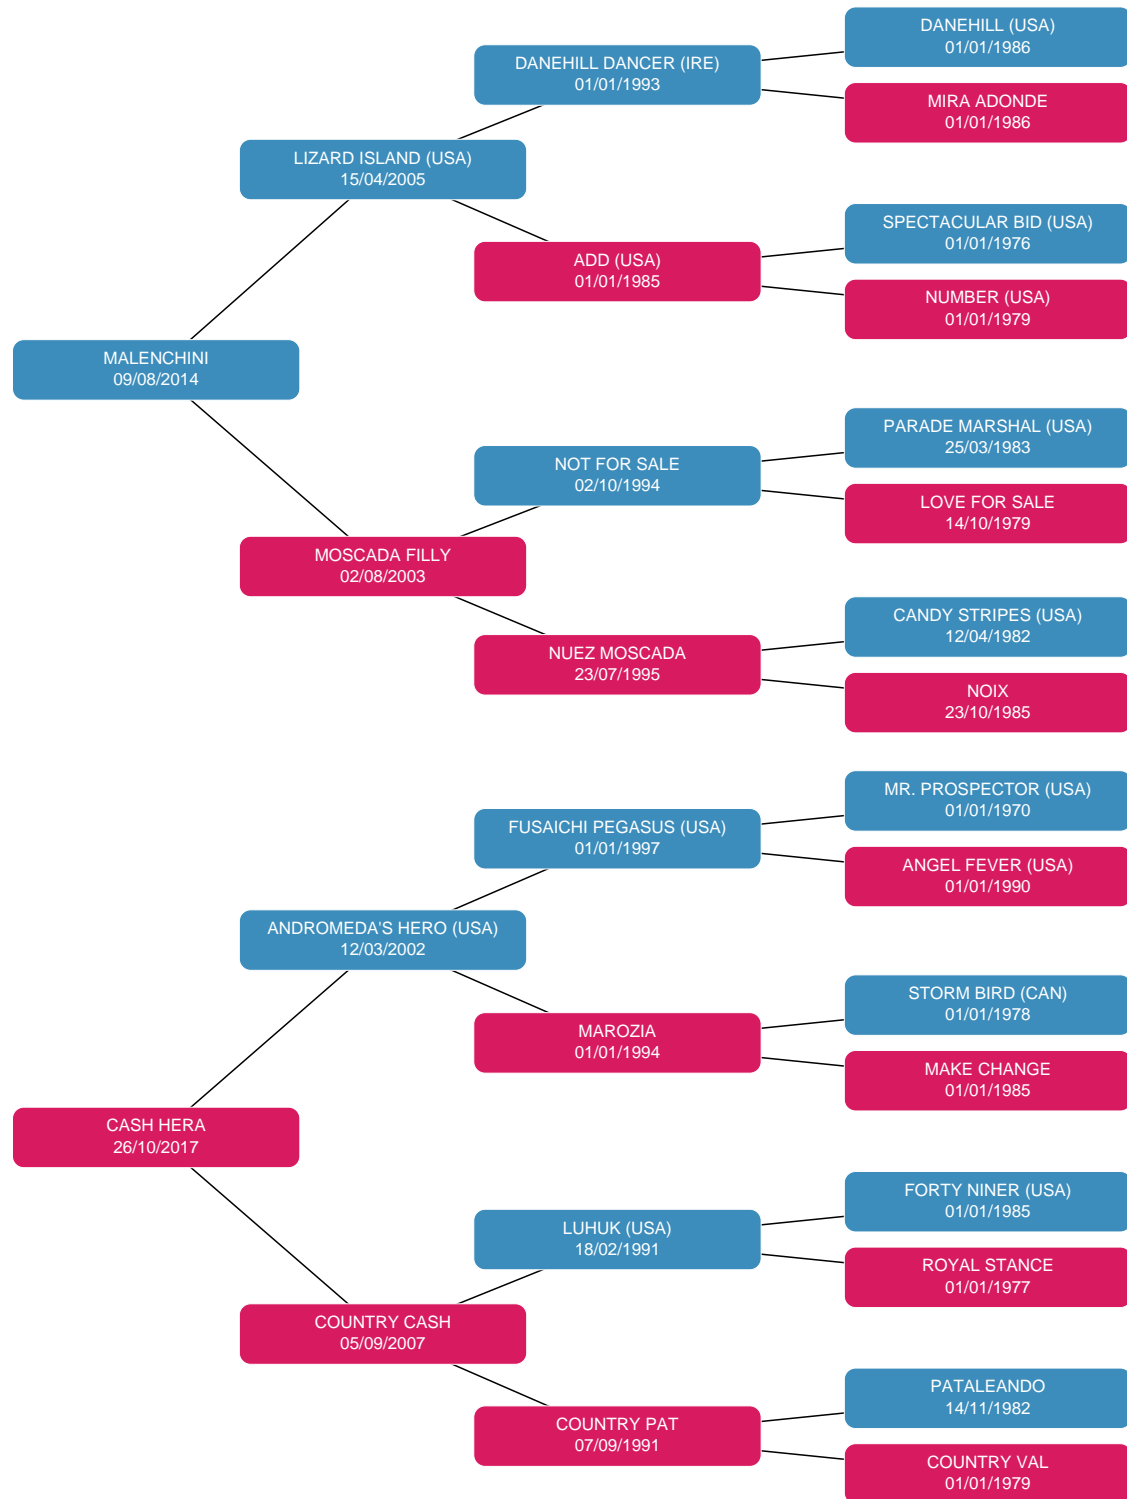 DANEHILL (USA)
01/01/1986
DANEHILL DANCER (IRE)
01/01/1993
MIRA ADONDE
01/01/1986
LIZARD ISLAND (USA)
15/04/2005
SPECTACULAR BID (USA)
01/01/1976
ADD (USA)
01/01/1985
NUMBER (USA)
01/01/1979
MALENCHINI
09/08/2014
PARADE MARSHAL (USA)
25/03/1983
NOT FOR SALE
02/10/1994
LOVE FOR SALE
14/10/1979
MOSCADA FILLY
02/08/2003
CANDY STRIPES (USA)
12/04/1982
NUEZ MOSCADA
23/07/1995
NOIX
23/10/1985
MR. PROSPECTOR (USA)
01/01/1970
FUSAICHI PEGASUS (USA)
01/01/1997
ANGEL FEVER (USA)
01/01/1990
ANDROMEDA'S HERO (USA)
12/03/2002
STORM BIRD (CAN)
01/01/1978
MAROZIA
01/01/1994
MAKE CHANGE
01/01/1985
CASH HERA
26/10/2017
FORTY NINER (USA)
01/01/1985
LUHUK (USA)
18/02/1991
ROYAL STANCE
01/01/1977
COUNTRY CASH
05/09/2007
PATALEANDO
14/11/1982
COUNTRY PAT
07/09/1991
COUNTRY VAL
01/01/1979